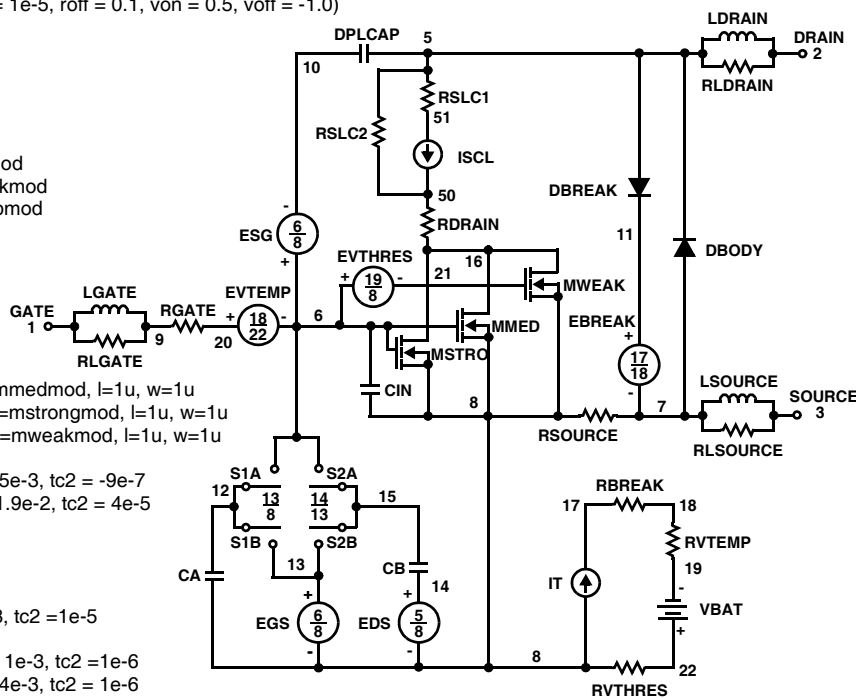 = 1e-5, roff = 0.1, von = 0.5, voff = -1.0)
LDRAIN
DPLCAP
5
DRAIN
2
10
RLDRAIN
RSLC1
51
RSLC2
ISCL
od
kmod
omod
50
DBREAK
-
RDRAIN
ESG
6
8
11
DBODY
+
EVTHRES
16
+
19
8
-
21
MWEAK
LGATE
GATE
1
RGATE
EVTEMP
+
18
22
-
6
MMED
EBREAK
+
9
20
MSTRO
17
18
-
RLGATE
LSOURCE
SOURCE
3
nmedmod, l=1u, w=1u
=mstrongmod, l=1u, w=1u
=mweakmod, l=1u, w=1u
CIN
8
7
RSOURCE
RLSOURCE
5e-3, tc2 = -9e-7
1.9e-2, tc2 = 4e-5
S1A
S2A
12
13
8
14
13
15
RBREAK
17
18
S1B
S2B
RVTEMP
13
CA
CB
14
IT
19
-
VBAT
+
3, tc2 =1e-5
+
+
EGS
6
8
EDS
5
8
-
-
8
22
1e-3, tc2 =1e-6
4e-3, tc2 = 1e-6
RVTHRES